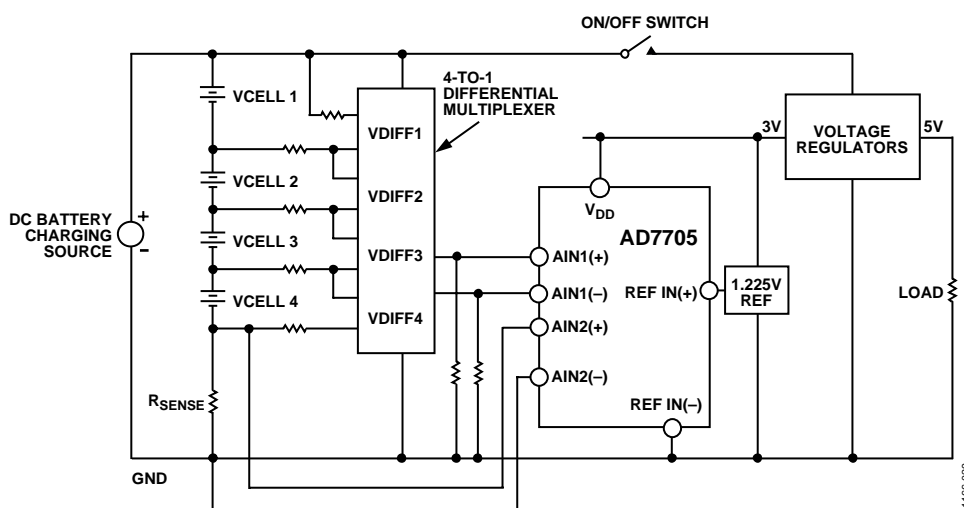 ON/OFF SWITCH
4-TO-1
DIFFERENTIAL
MULTIPLEXER
VCELL 1
VDIFF1
3V
VOLTAGE
REGULATORS
5V
VCELL 2
VDIFF2
VDD
DC BATTERY
CHARGING
SOURCE
+
-
AD7705
VCELL 3
VDIFF3
AIN1(+)
VCELL 4
AIN1(–)
REF IN(+)
1.225V
REF
LOAD
VDIFF4
AIN2(+)
AIN2(–)
RSENSE
REF IN(–)
GND